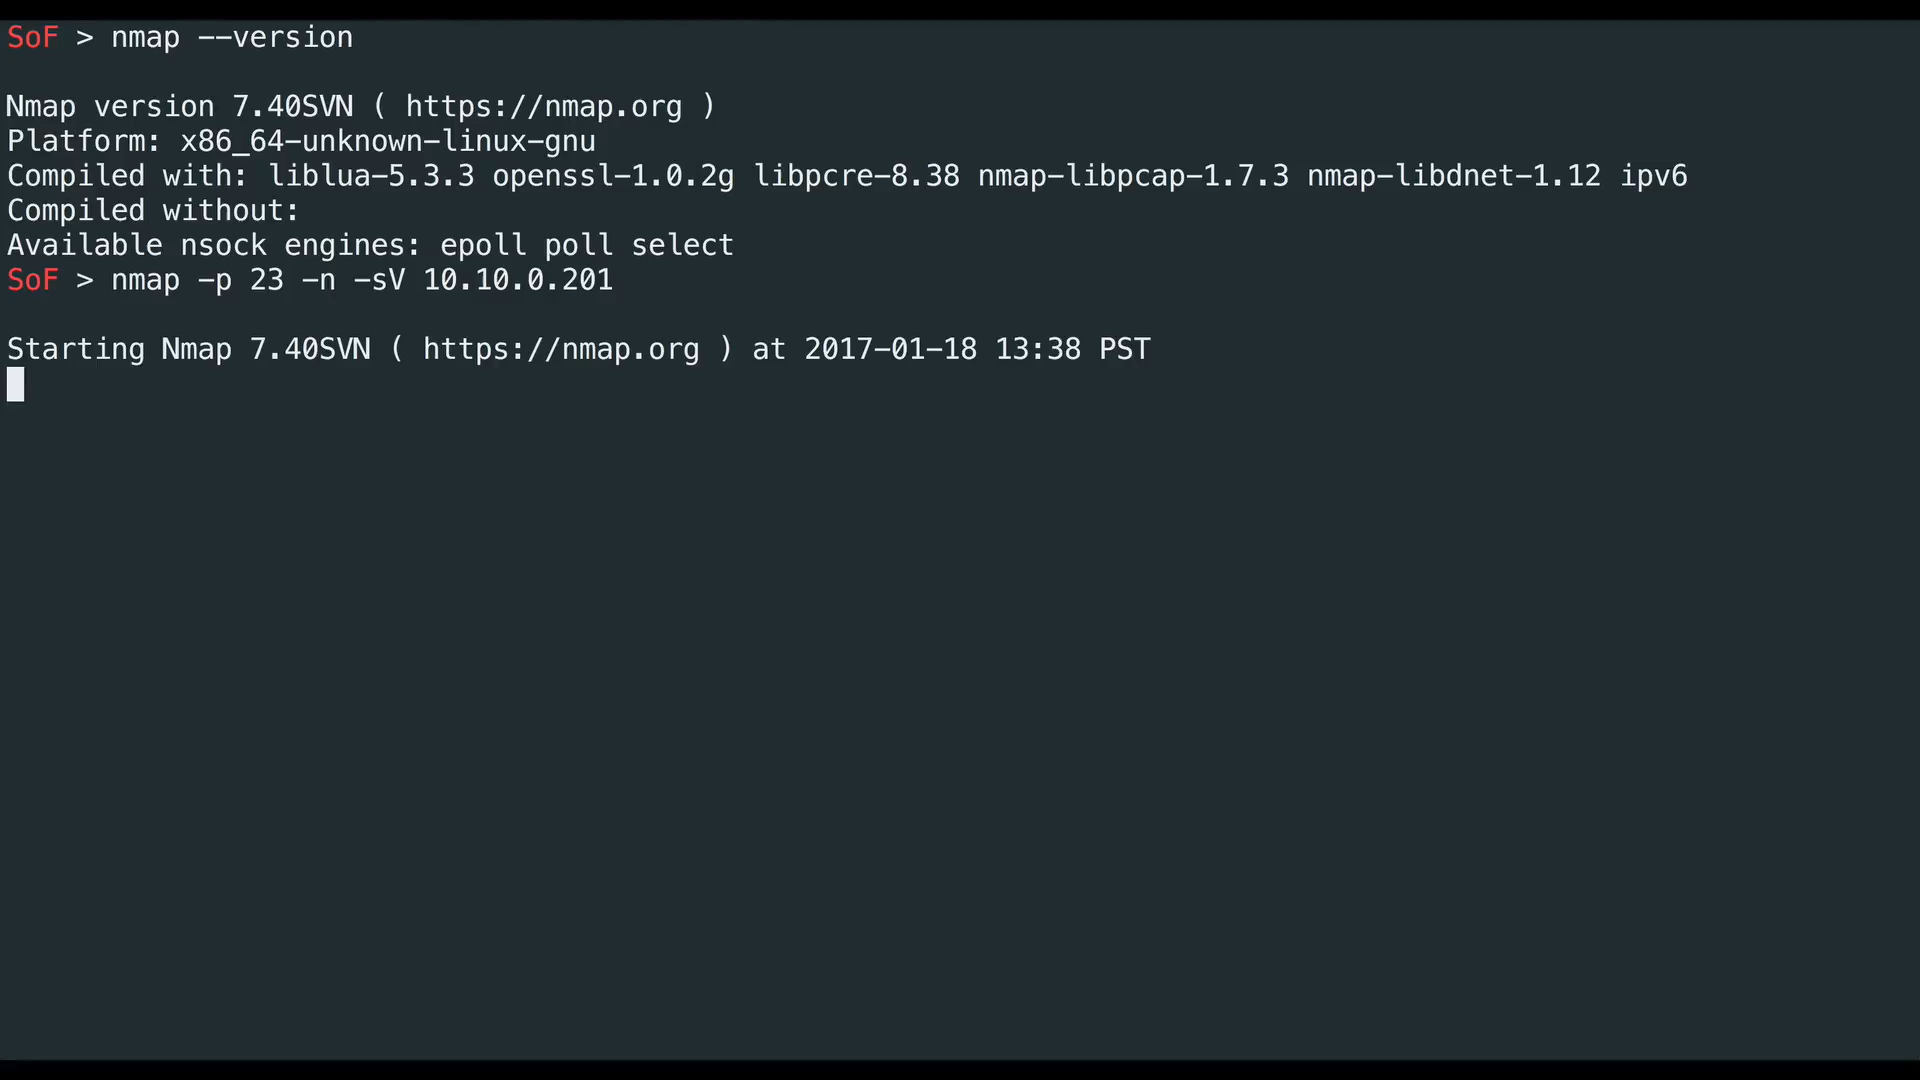 SoF > nmap --version
Nmap version 7.40SVN ( https://nmap.org )
Platform: x86_64-unknown-linux-gnu
Compiled with: liblua-5.3.3 openssl-1.0.2g libpcre-8.38 nmap-libpcap-1.7.3 nmap-libdnet-1.12 ipv6
Compiled without:
Available nsock engines: epoll poll select
SoF > nmap -p 23 -n -sV 10.10.0.201
Starting Nmap 7.40SVN ( https://nmap.org ) at 2017-01-18 13:38 PST